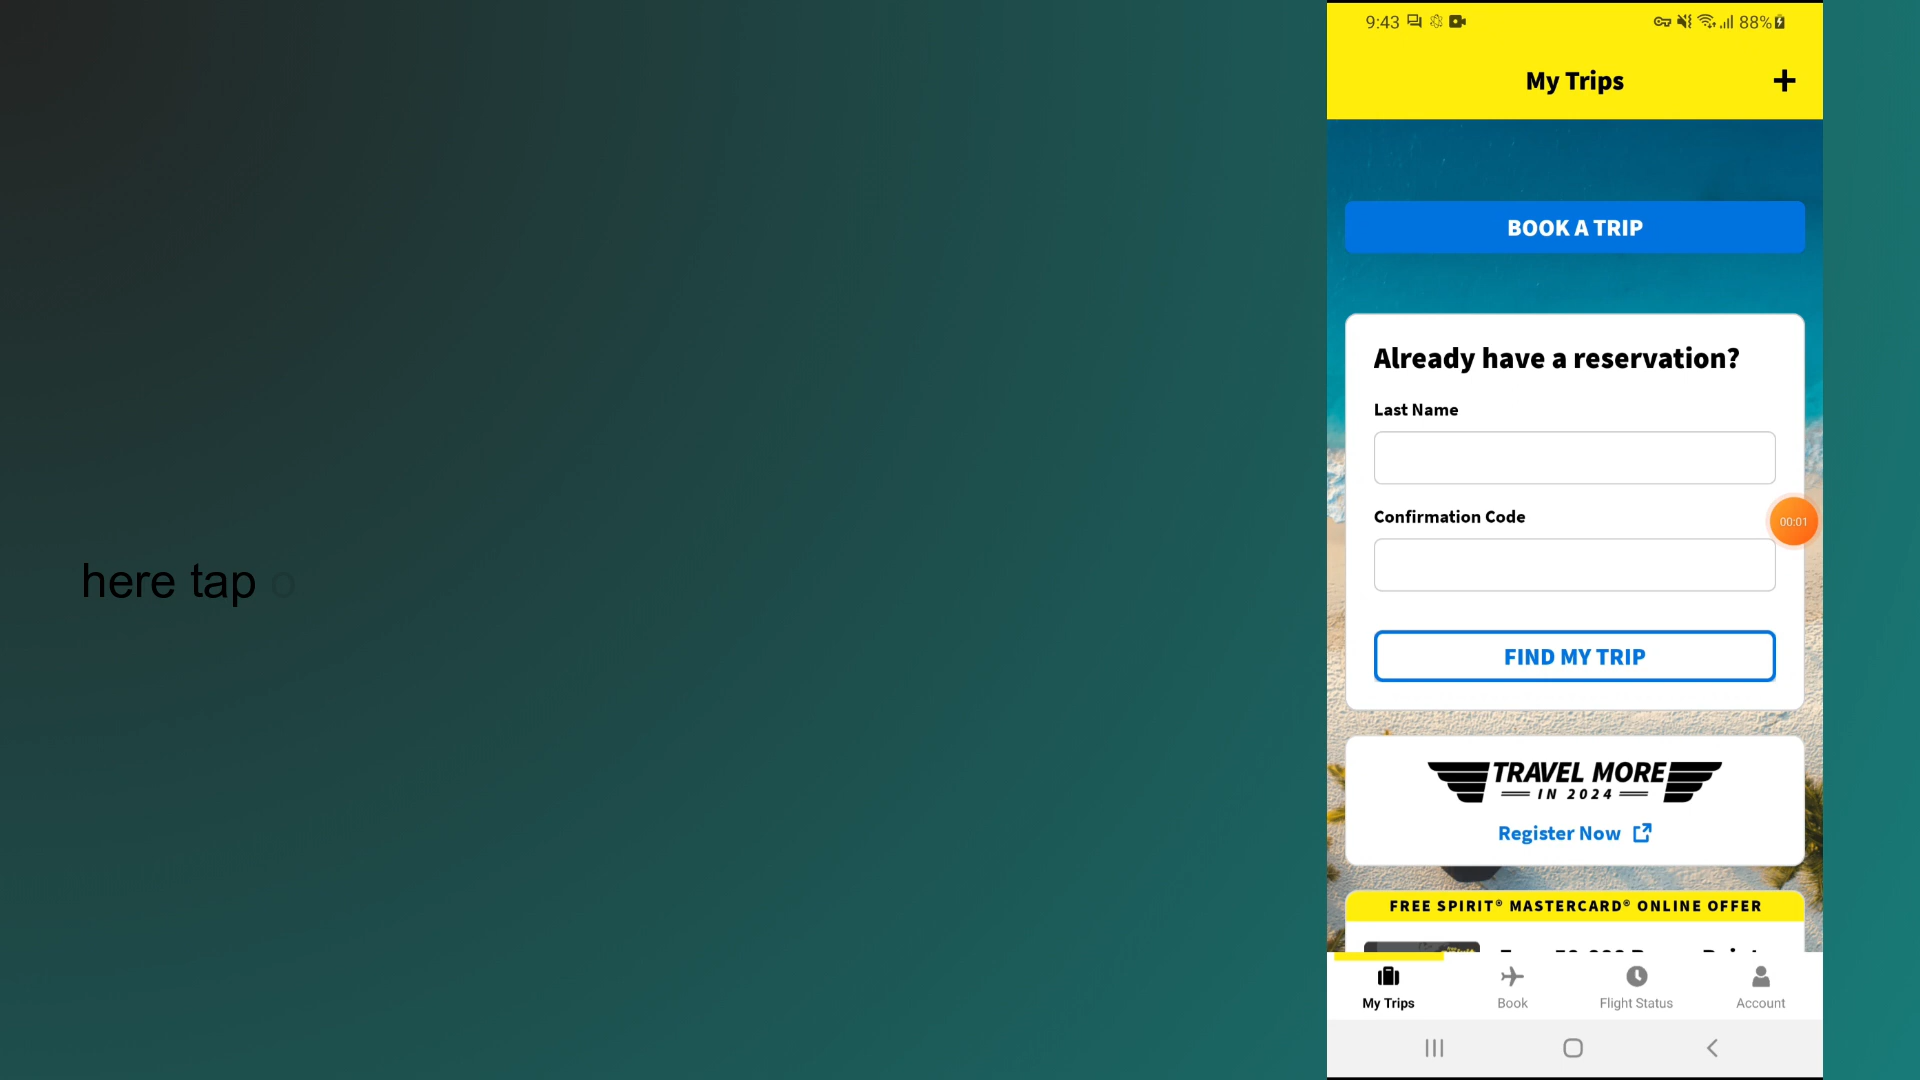 9:43
88%
My Trips
BOOK A TRIP
Already have a reservation?
Last Name
Confirmation Code
00:01
here tap o
FIND MY TRIP
TRAVEL MORE
IN 2024
Register Now
FREE SPIRIT® MASTERCARD® ONLINE OFFER
My Trips
Book
Flight Status
Account